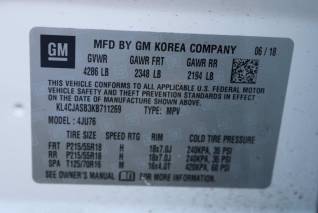 GM
MFD BY GM KOREA COMPANY 06/18
GVWR GAWR FRT GAWR RR
4286 LB 2348 LB 2194 LB
THIS VEHICLE CONFORMS TO ALL APPLICABLE U.S.
FEDERAL MOTOR VEHICLE SAFETY, BUMPER, AND
THEFT PREVENTION STANDARDS IN EFFECT ON THE
DATE OF MANUFACTURE SHOWN ABOVE.
KL4CJASB3KB711269 TYPE: MPV
MODEL: 4JU76
TIRE SIZE SPEED RTG RIM COLD TIRE PRESSURE
FRT P215/55R18 H 18x7.0J 240KPA, 35 PSI
RR P215/55R18 H 18x7.0J 240KPA, 35 PSI
SPA T125/70R16 M 16x4.0T 420KPA, 60 PSI
SEE OWNER'S MANUAL FOR ADDITIONAL INFORMATION.